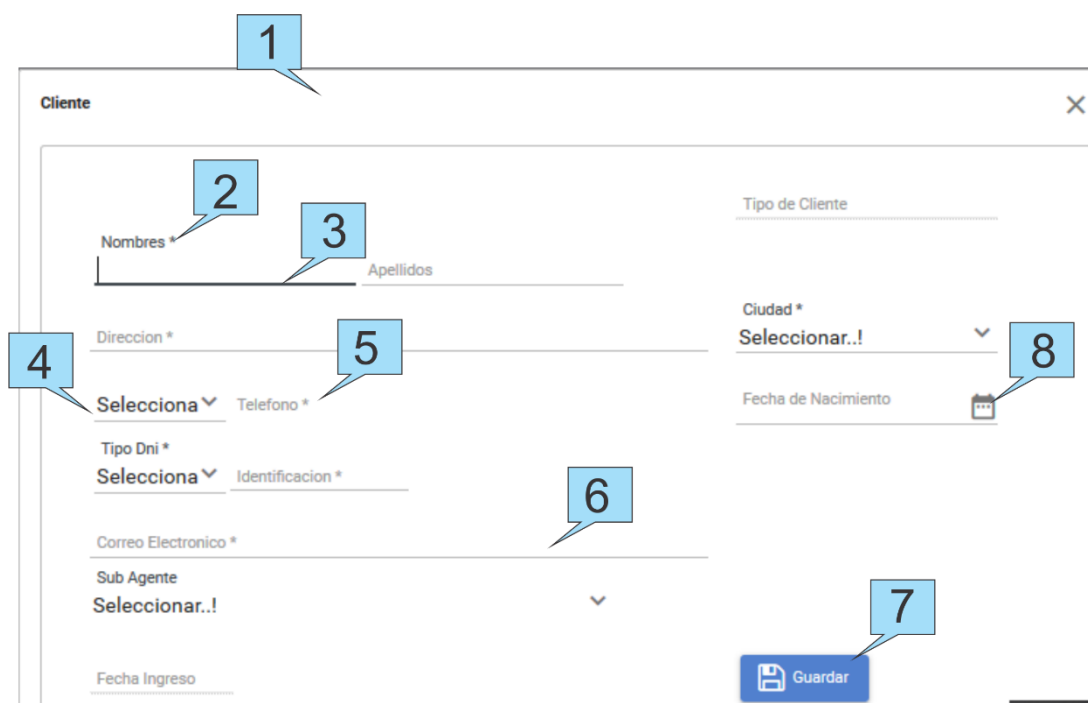 1
Cliente
2
Tipo de Cliente
Nombres *
3
Apellidos
Ciudad *
Direccion *
Seleccionar..!
4
5
8
Selecciona
Telefono *
Fecha de Nacimiento
Tipo Dni *
Selecciona
Identificacion *
6
Correo Electronico *
Sub Agente
Seleccionar..!
7
Fecha Ingreso
Guardar